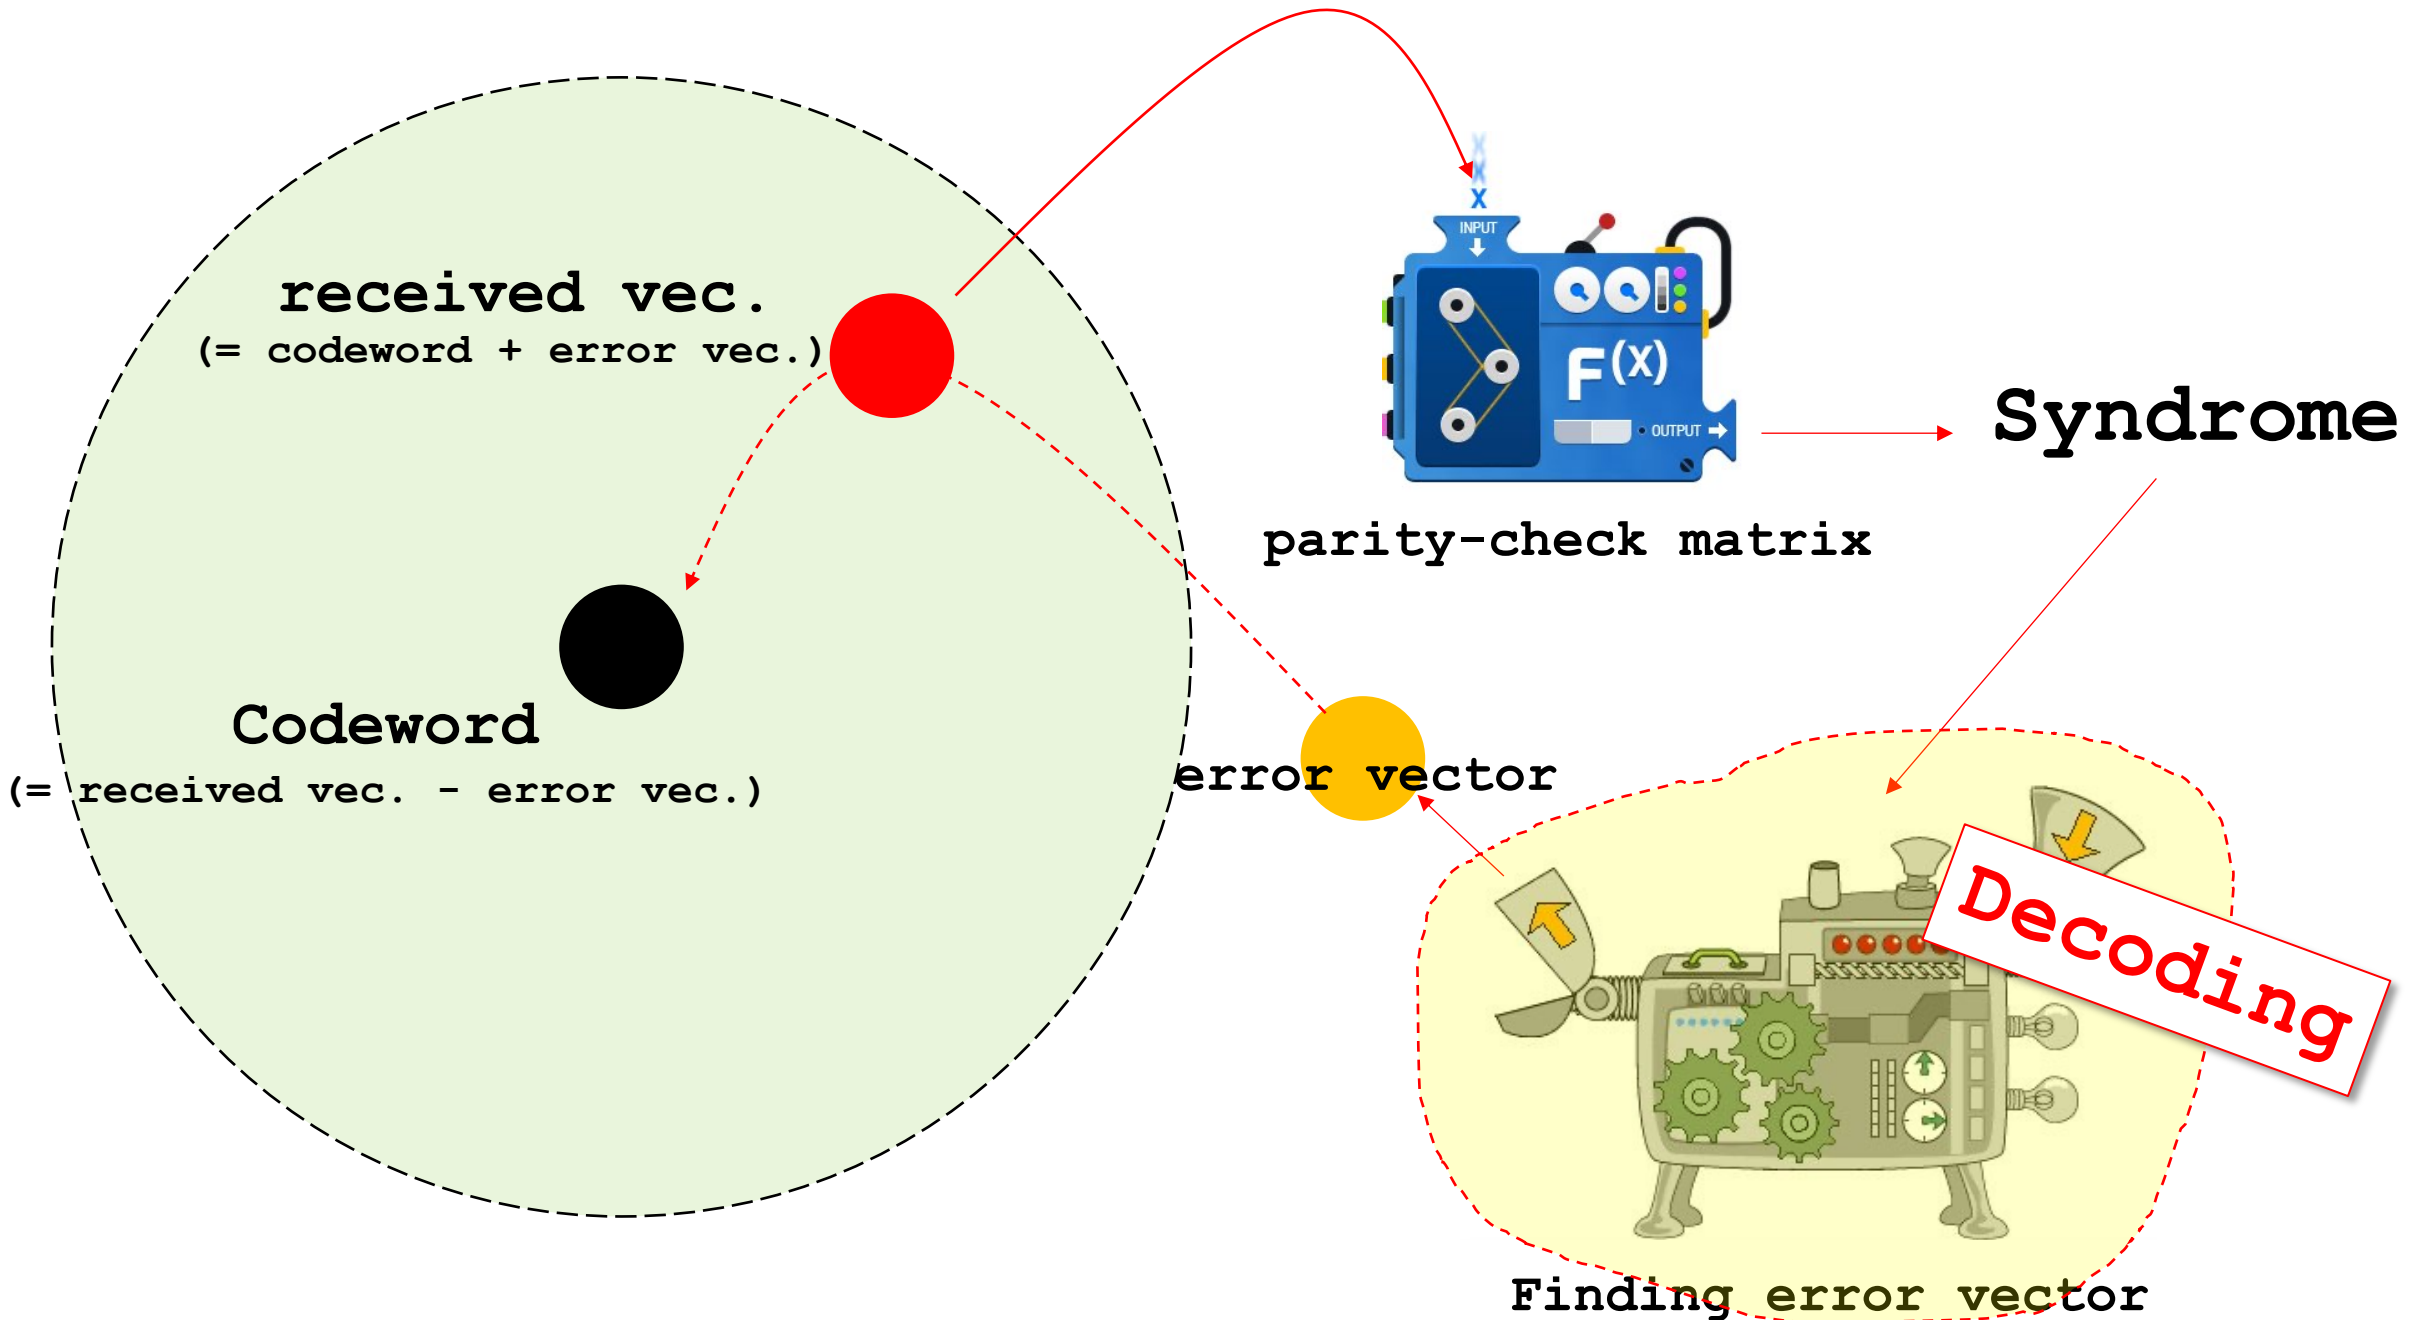 x
x
x
INPUT
received vec.
(= codeword + error vec.)
F(X)
OUTPUT
Syndrome
parity-check matrix
Codeword
(= received vec. - error vec.)
error vector
Decoding
Finding error vector